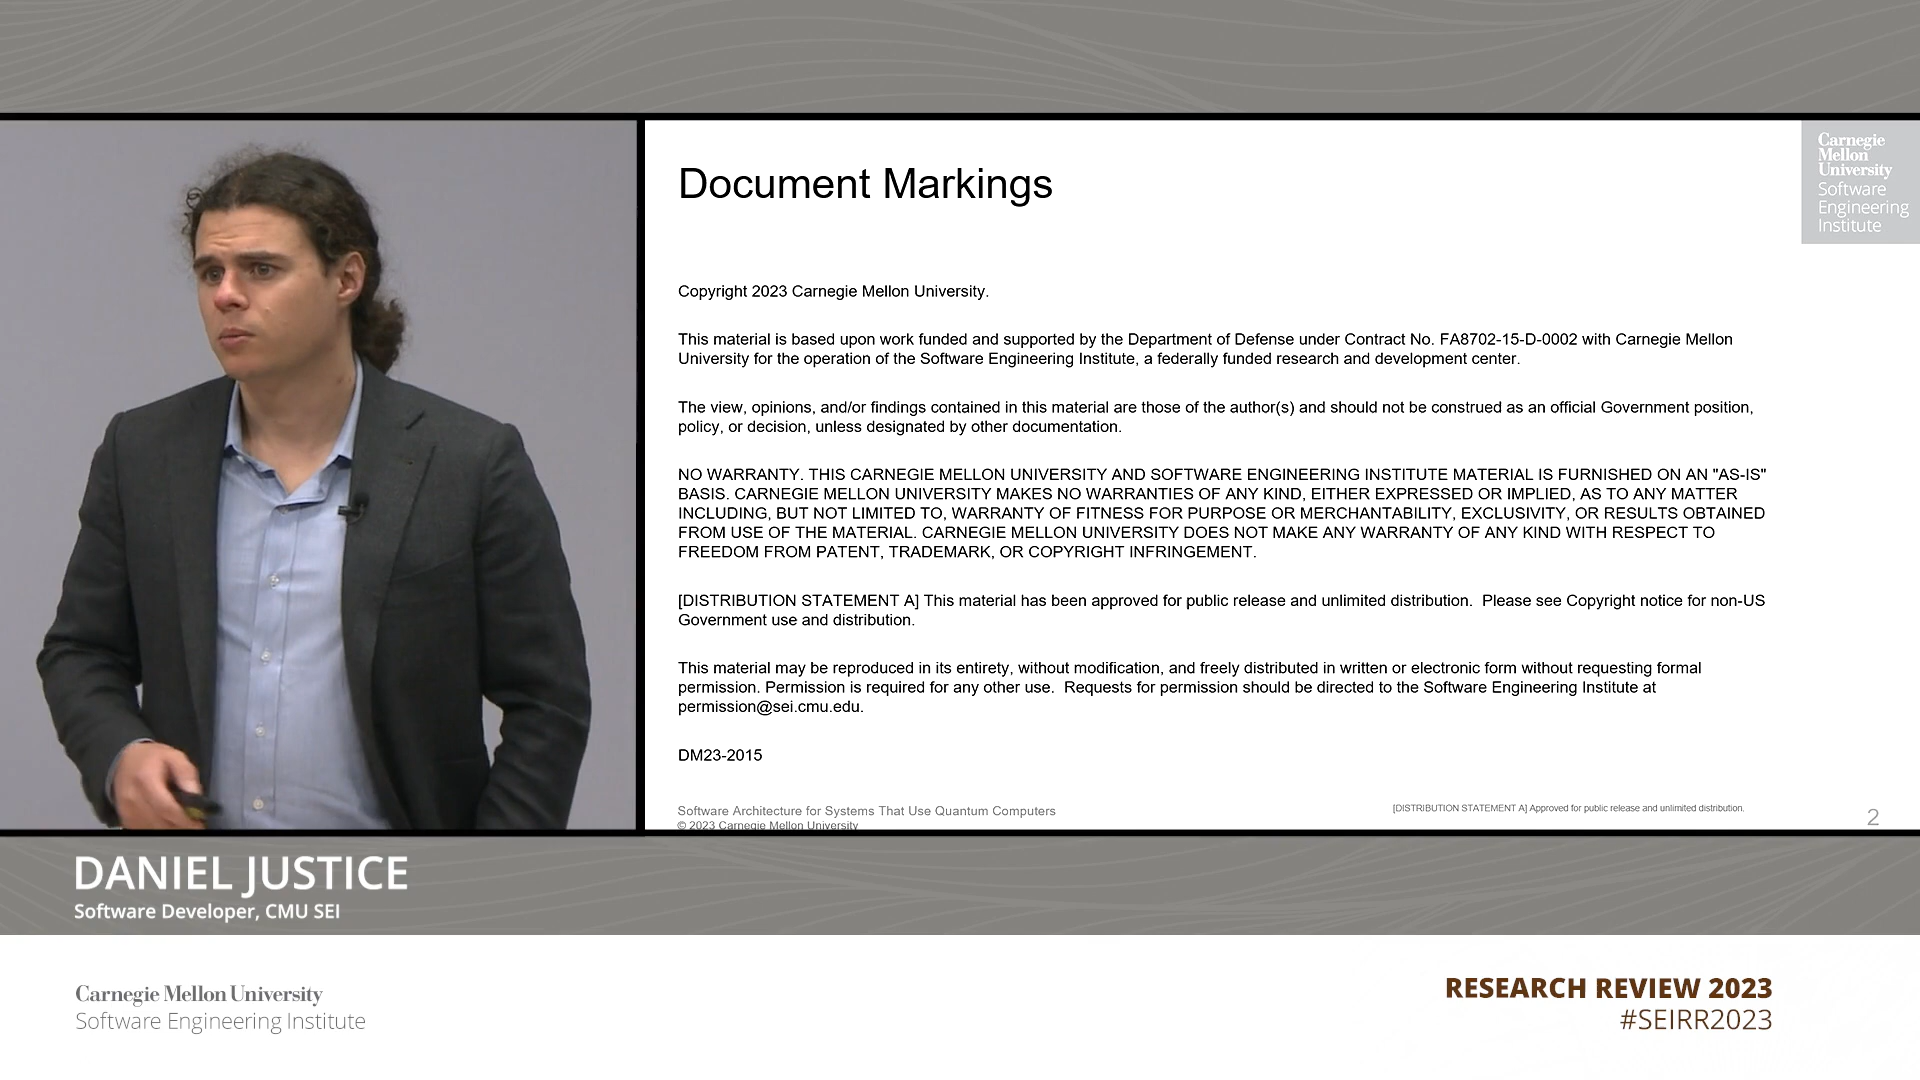 Document Markings
Carnegie
Mellon
University
Software
Engineering
Institute
Copyright 2023 Carnegie Mellon University.
This material is based upon work funded and supported by the Department of Defense under Contract No. FA8702-15-D-0002 with Carnegie Mellon
University for the operation of the Software Engineering Institute, a federally funded research and development center.
The view, opinions, and/or findings contained in this material are those of the author(s) and should not be construed as an official Government position,
policy, or decision, unless designated by other documentation.
NO WARRANTY. THIS CARNEGIE MELLON UNIVERSITY AND SOFTWARE ENGINEERING INSTITUTE MATERIAL IS FURNISHED ON AN "AS-IS"
BASIS. CARNEGIE MELLON UNIVERSITY MAKES NO WARRANTIES OF ANY KIND, EITHER EXPRESSED OR IMPLIED, AS TO ANY MATTER
INCLUDING, BUT NOT LIMITED TO, WARRANTY OF FITNESS FOR PURPOSE OR MERCHANTABILITY, EXCLUSIVITY, OR RESULTS OBTAINED
FROM USE OF THE MATERIAL. CARNEGIE MELLON UNIVERSITY DOES NOT MAKE ANY WARRANTY OF ANY KIND WITH RESPECT TO
FREEDOM FROM PATENT, TRADEMARK, OR COPYRIGHT INFRINGEMENT.
[DISTRIBUTION STATEMENT A] This material has been approved for public release and unlimited distribution.  Please see Copyright notice for non-US
Government use and distribution.
This material may be reproduced in its entirety, without modification, and freely distributed in written or electronic form without requesting formal
permission. Permission is required for any other use.  Requests for permission should be directed to the Software Engineering Institute at
permission@sei.cmu.edu.
DM23-2015
Software Architecture for Systems That Use Quantum Computers
© 2023 Carnegie Mellon University
[DISTRIBUTION STATEMENT A] Approved for public release and unlimited distribution.
2
DANIEL JUSTICE
Software Developer, CMU SEI
Carnegie Mellon University
Software Engineering Institute
RESEARCH REVIEW 2023
#SEIRR2023